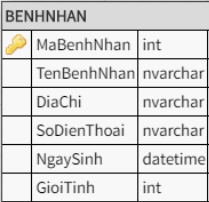 BENHNHAN
MaBenhNhan int
TenBenhNhan nvarchar
DiaChi nvarchar
SoDienThoai nvarchar
NgaySinh datetime
GioiTinh int